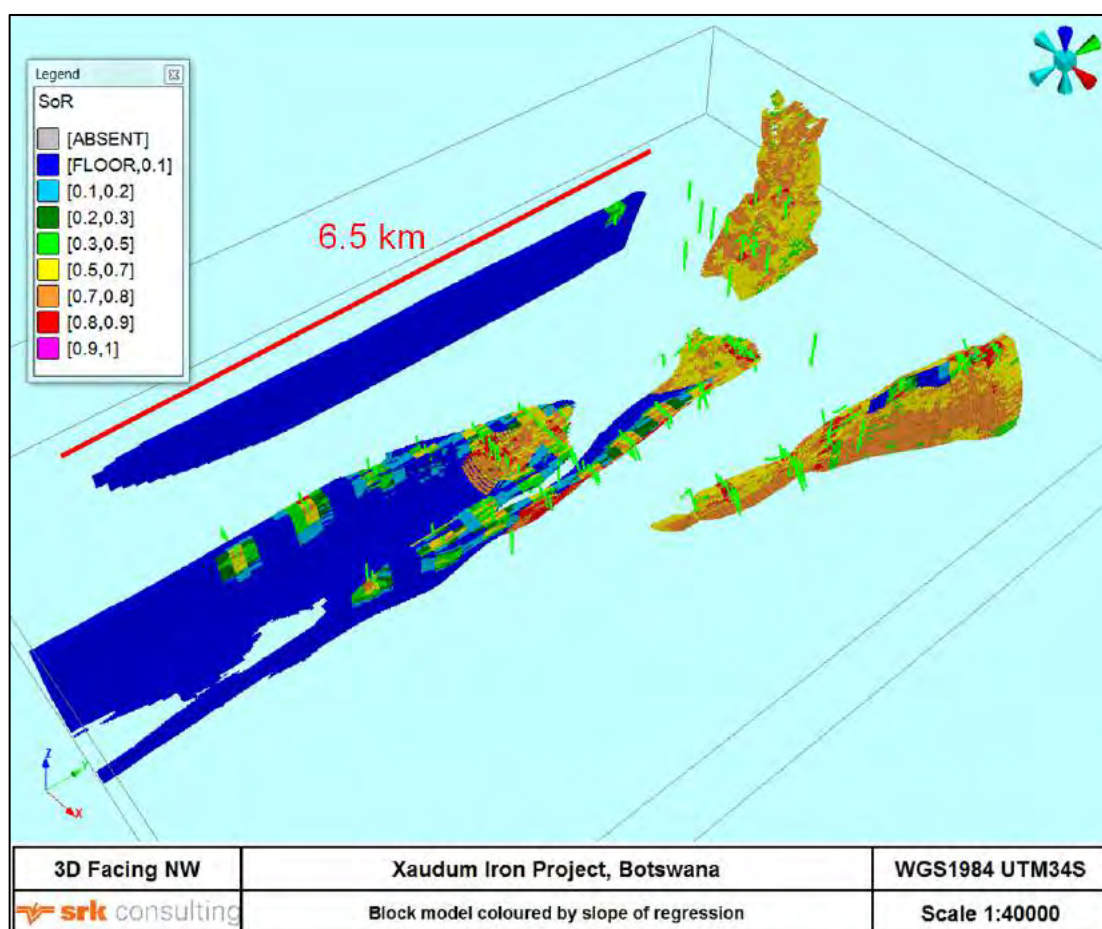 Legend
SoR
[ABSENT]
[FLOOR,0.1]
[0.1,0.2]
[0.2,0.3]
[0.3,0.5]
[0.5,0.7]
[0.7,0.8]
[0.8,0.9]
[0.9,1]
6.5 km
Z
Y
X
3D Facing NW
Xaudum Iron Project, Botswana
WGS1984 UTM34S
srk consulting
Block model coloured by slope of regression
Scale 1:40000